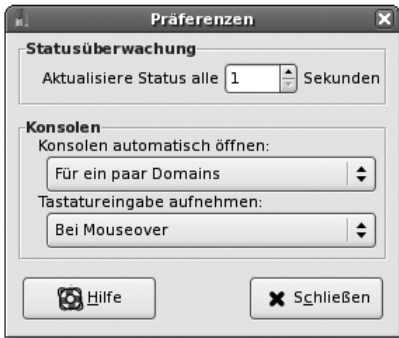 Präferenzen
Statusüberwachung
Aktualisiere Status alle 1 Sekunden
Konsolen
Konsolen automatisch öffnen:
Für ein paar Domains
Tastatureingabe aufnehmen:
Bei Mouseover
Hilfe
Schließen